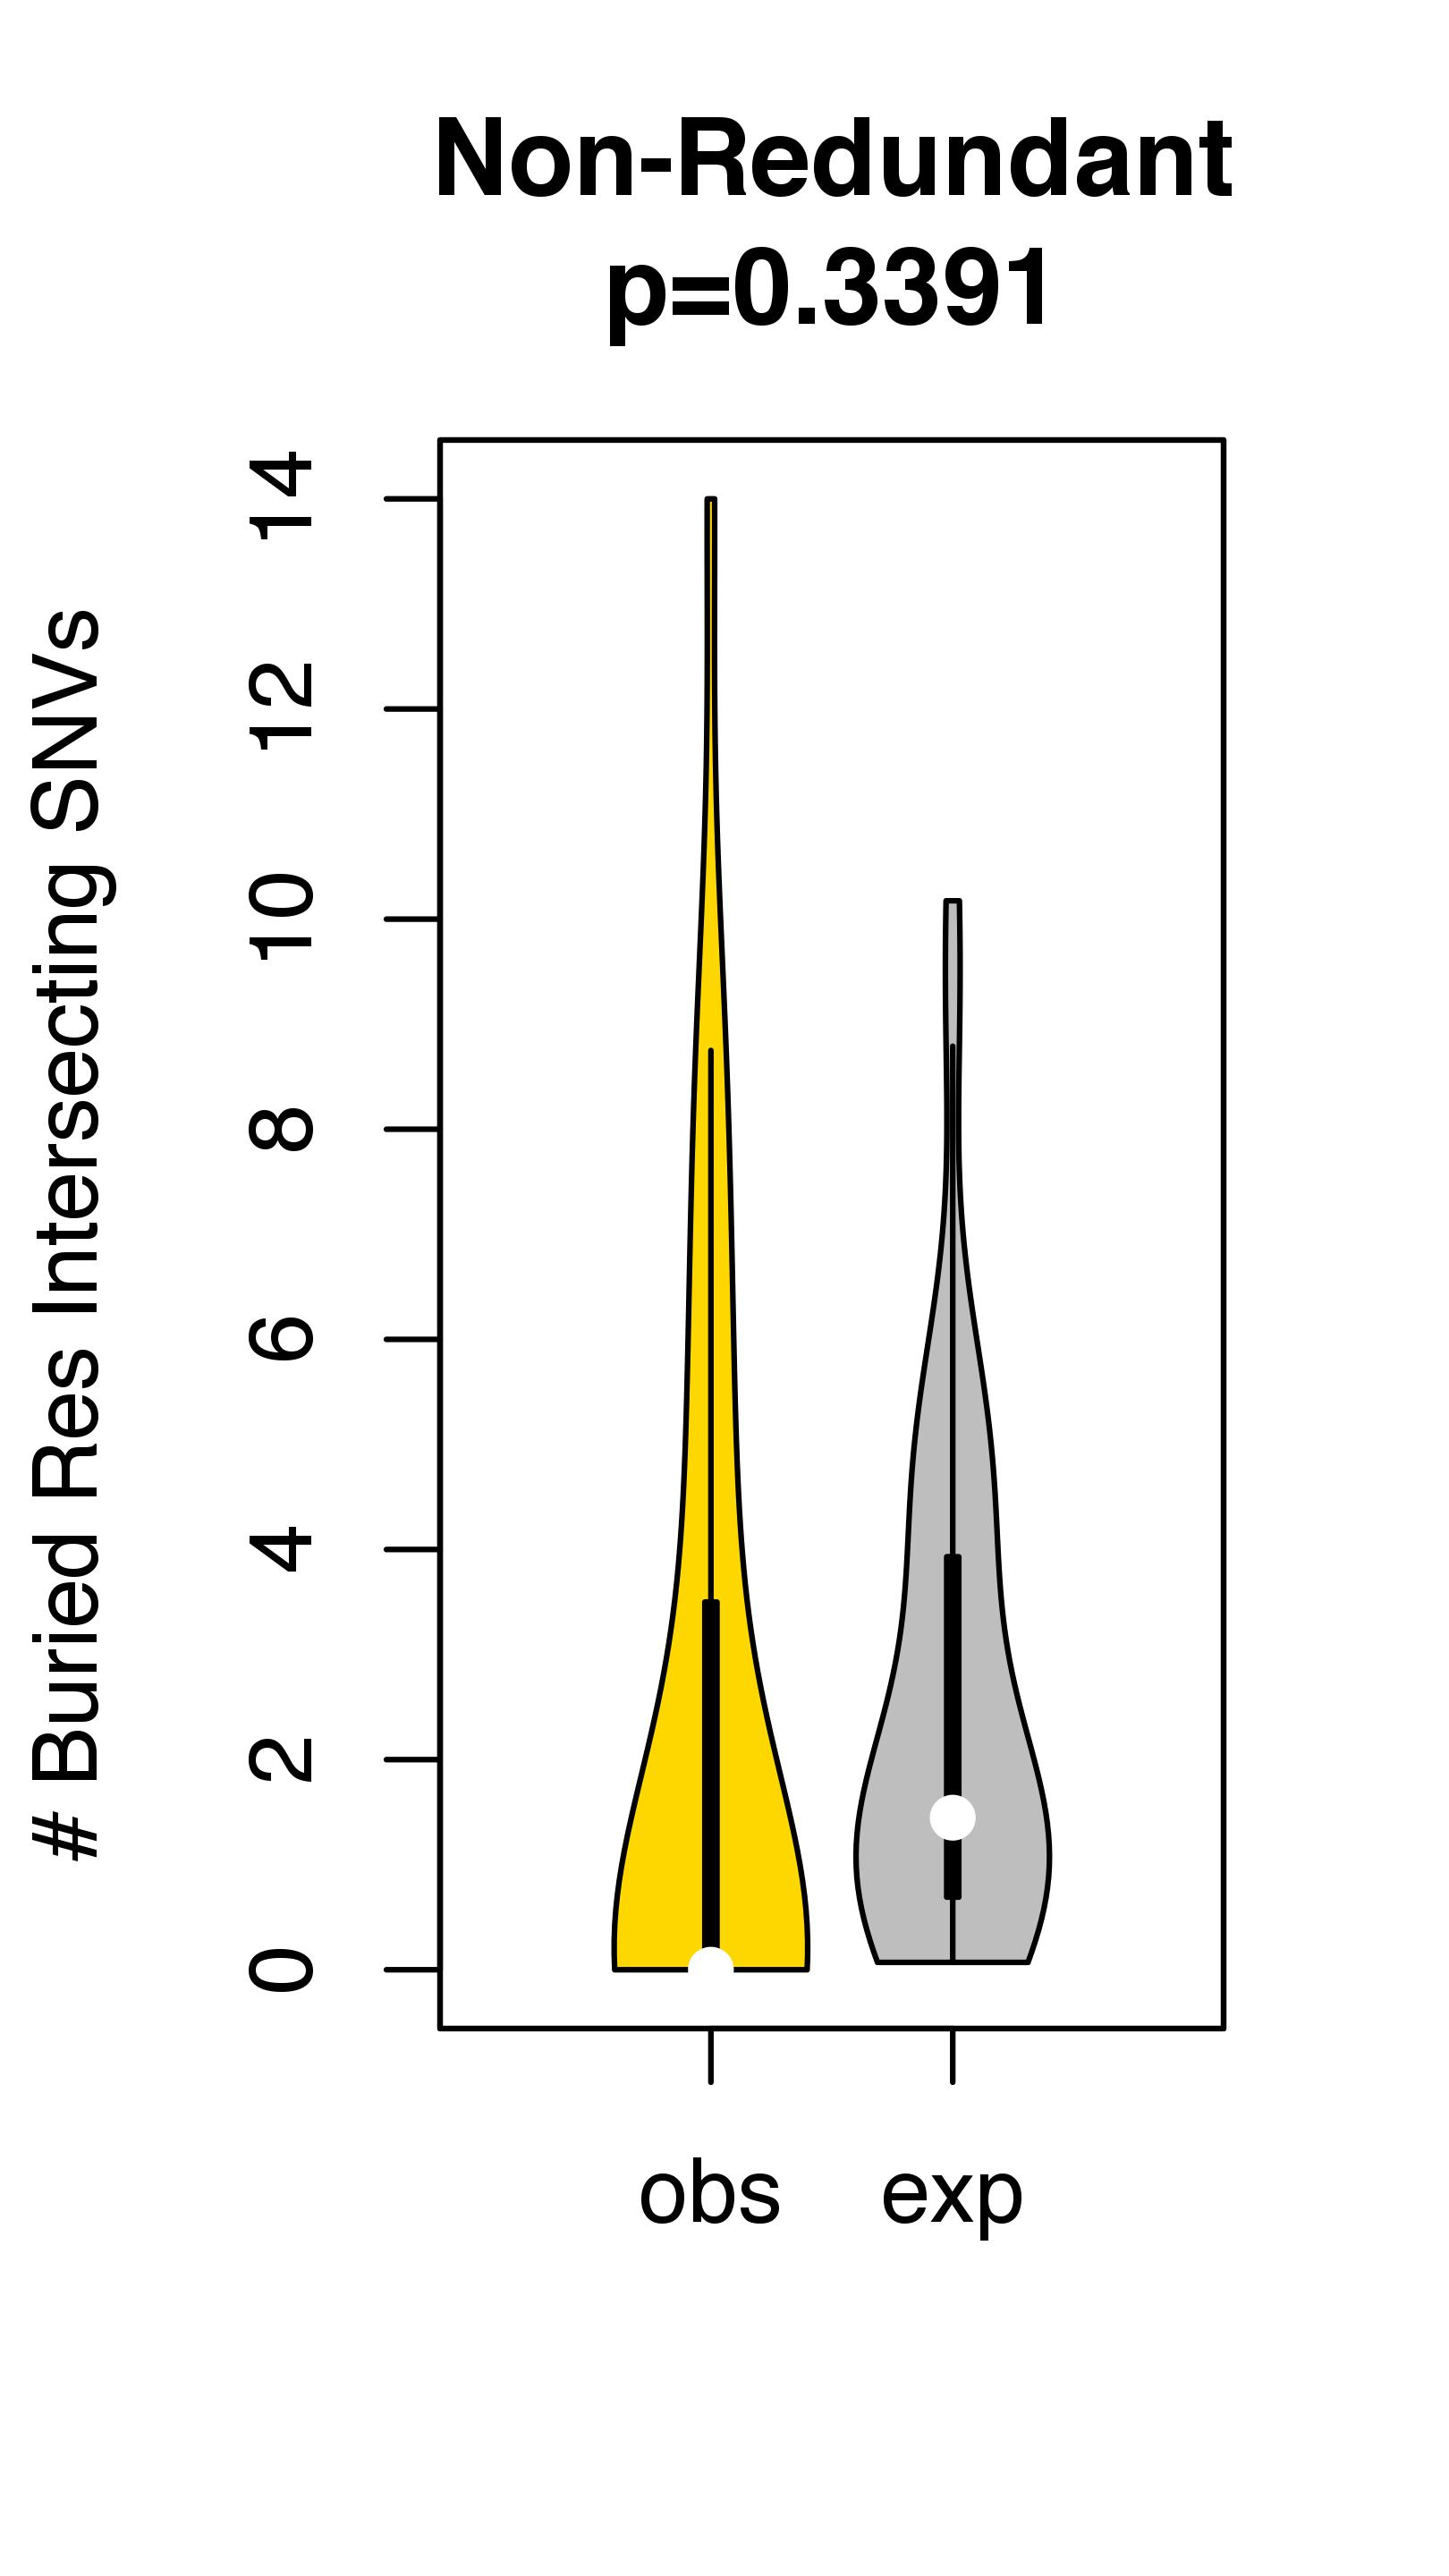 Non-Redundant
p=0.3391
# Buried Res Intersecting SNVs
14
12
10
8
6
4
2
0
obs exp